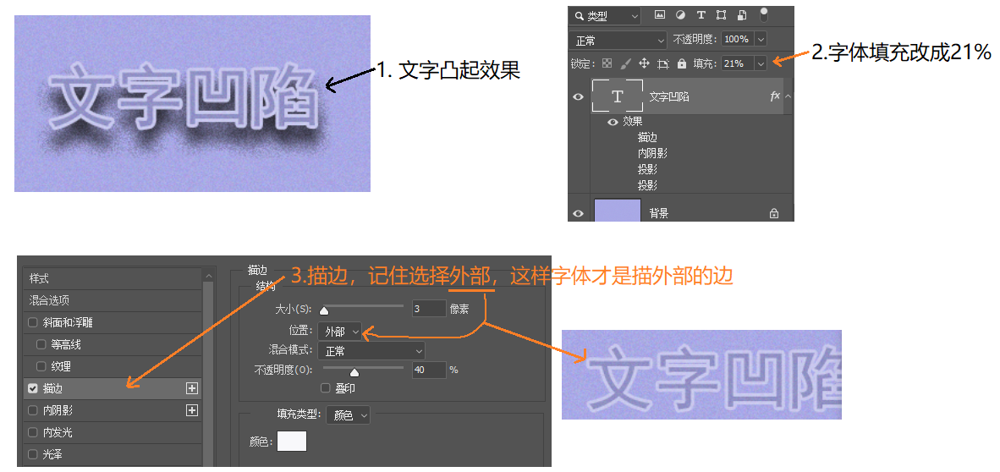 文字凹陷
1. 文字凸起效果
类型
正常
不透明度: 100%
锁定: 填充: 21%
2.字体填充改成21%
T 文字凹陷 fx
效果
描边
内阴影
投影
投影
背景
样式
混合选项
斜面和浮雕
等高线
纹理
描边
内阴影
内发光
光泽
3.描边，记住选择外部，这样字体才是描外部的边
描边
结构
大小(S): 3 像素
位置: 外部
混合模式: 正常
不透明度(O): 40 %
叠印
填充类型: 颜色
颜色:
文字凹陷